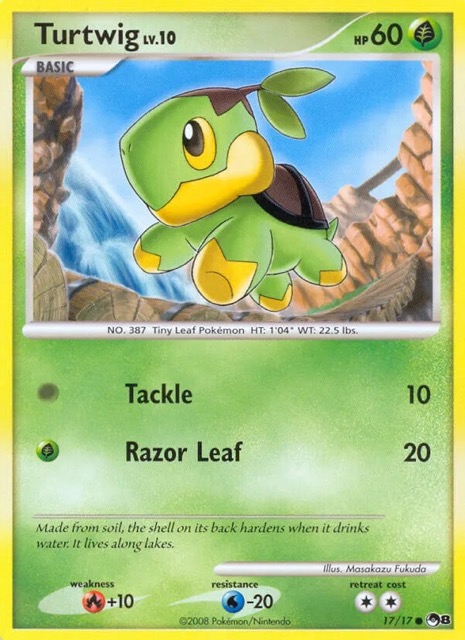 Turtwig LV.10
HP 60
BASIC
NO. 387 Tiny Leaf Pokémon HT: 1'04" WT: 22.5 lbs.
Tackle 10
Razor Leaf 20
Made from soil, the shell on its back hardens when it drinks
water. It lives along lakes.
Illus. Masakazu Fukuda
weakness resistance retreat cost
+10 -20
©2008 Pokémon/Nintendo 17/17 8